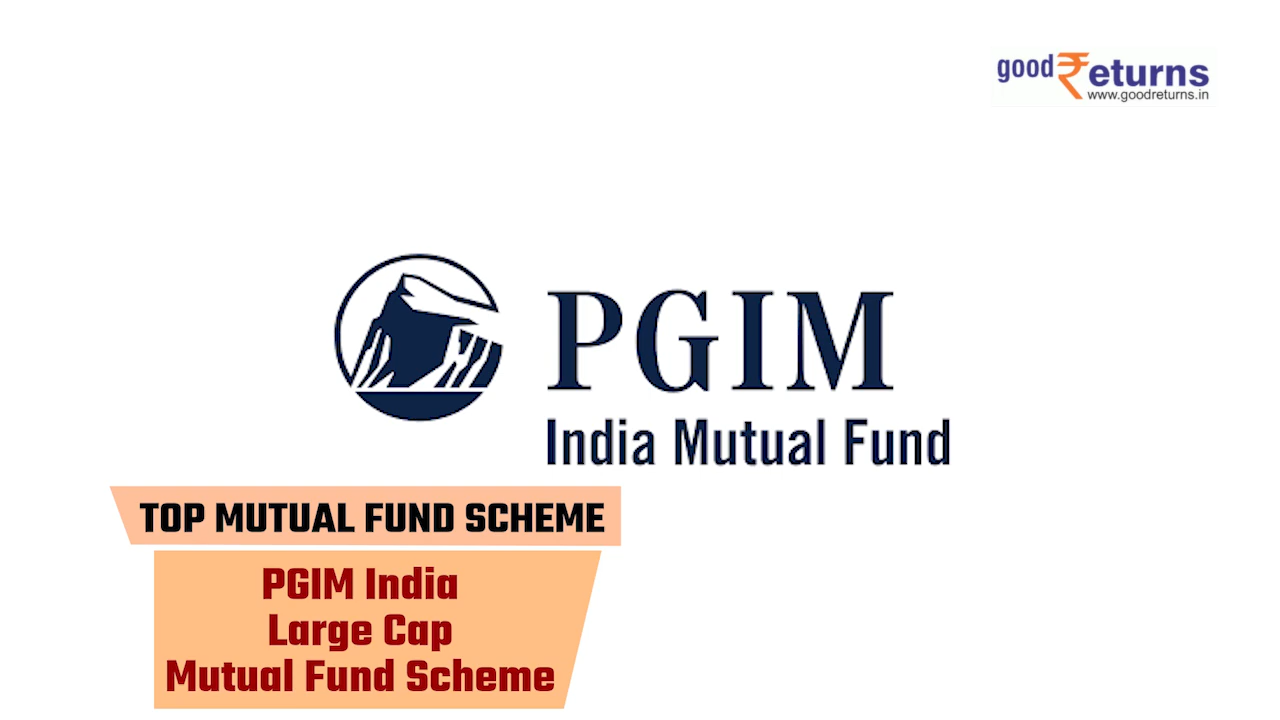 good ₹eturns
www.goodreturns.in
PGIM
India Mutual Fund
TOP MUTUAL FUND SCHEME
PGIM India
Large Cap
Mutual Fund Scheme